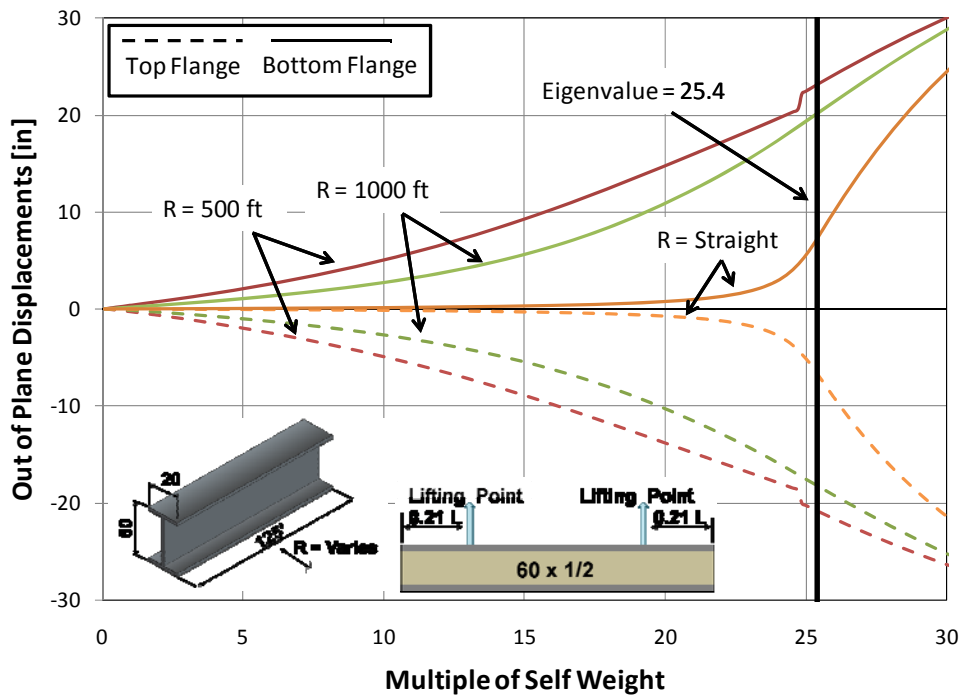 30
20
10
0
-10
-20
-30
Out of Plane Displacements [in]
Top Flange Bottom Flange
Eigenvalue = 25.4
R = 500 ft
R = 1000 ft
R = Straight
20
60
125'
R = Varies
Lifting Point
Lifting Point
0.21 L
0.21 L
60 x 1/2
0 5 10 15 20 25 30
Multiple of Self Weight